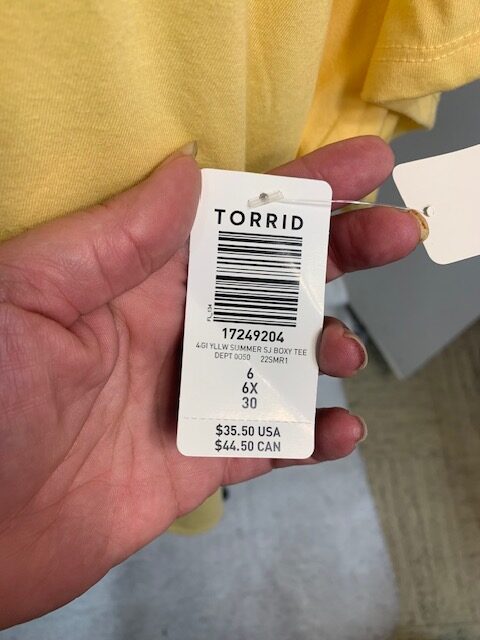 TORRID
FL_134
17249204
4GI YLLW SUMMER SJ BOXY TEE
DEPT 0050 22SMR1
6
6X
30
$35.50 USA
$44.50 CAN